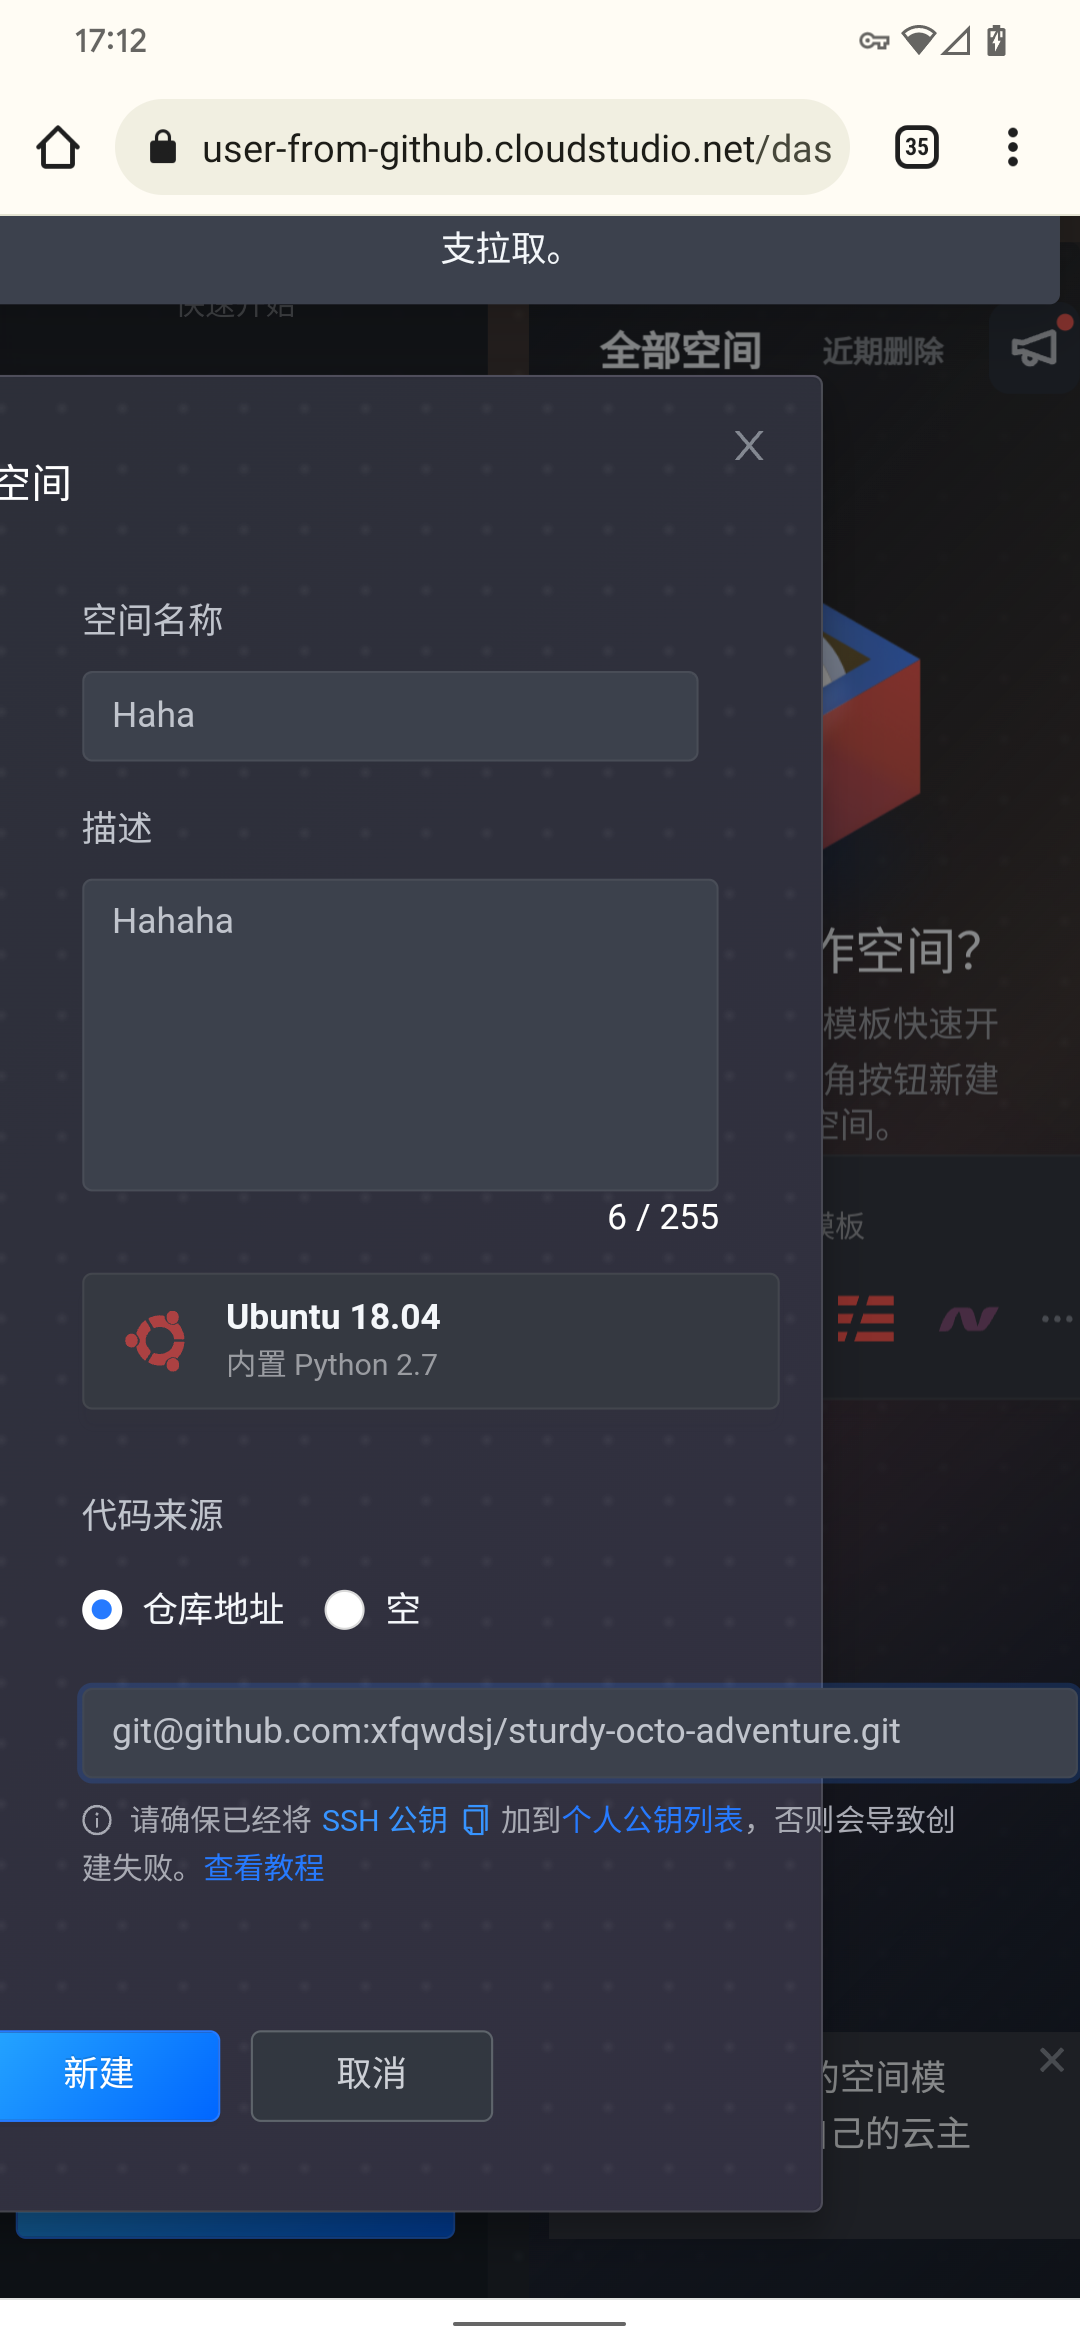 17:12
user-from-github.cloudstudio.net/das
35
支拉取。
快速开始
全部空间
近期删除
空间
空间名称
Haha
描述
Hahaha
作空间?
模板快速开
角按钮新建
空间。
6 / 255
模板
Ubuntu 18.04
内置 Python 2.7
代码来源
仓库地址
空
git@github.com:xfqwdsj/sturdy-octo-adventure.git
请确保已经将 SSH 公钥 加到个人公钥列表，否则会导致创
建失败。查看教程
新建
取消
的空间模
自己的云主